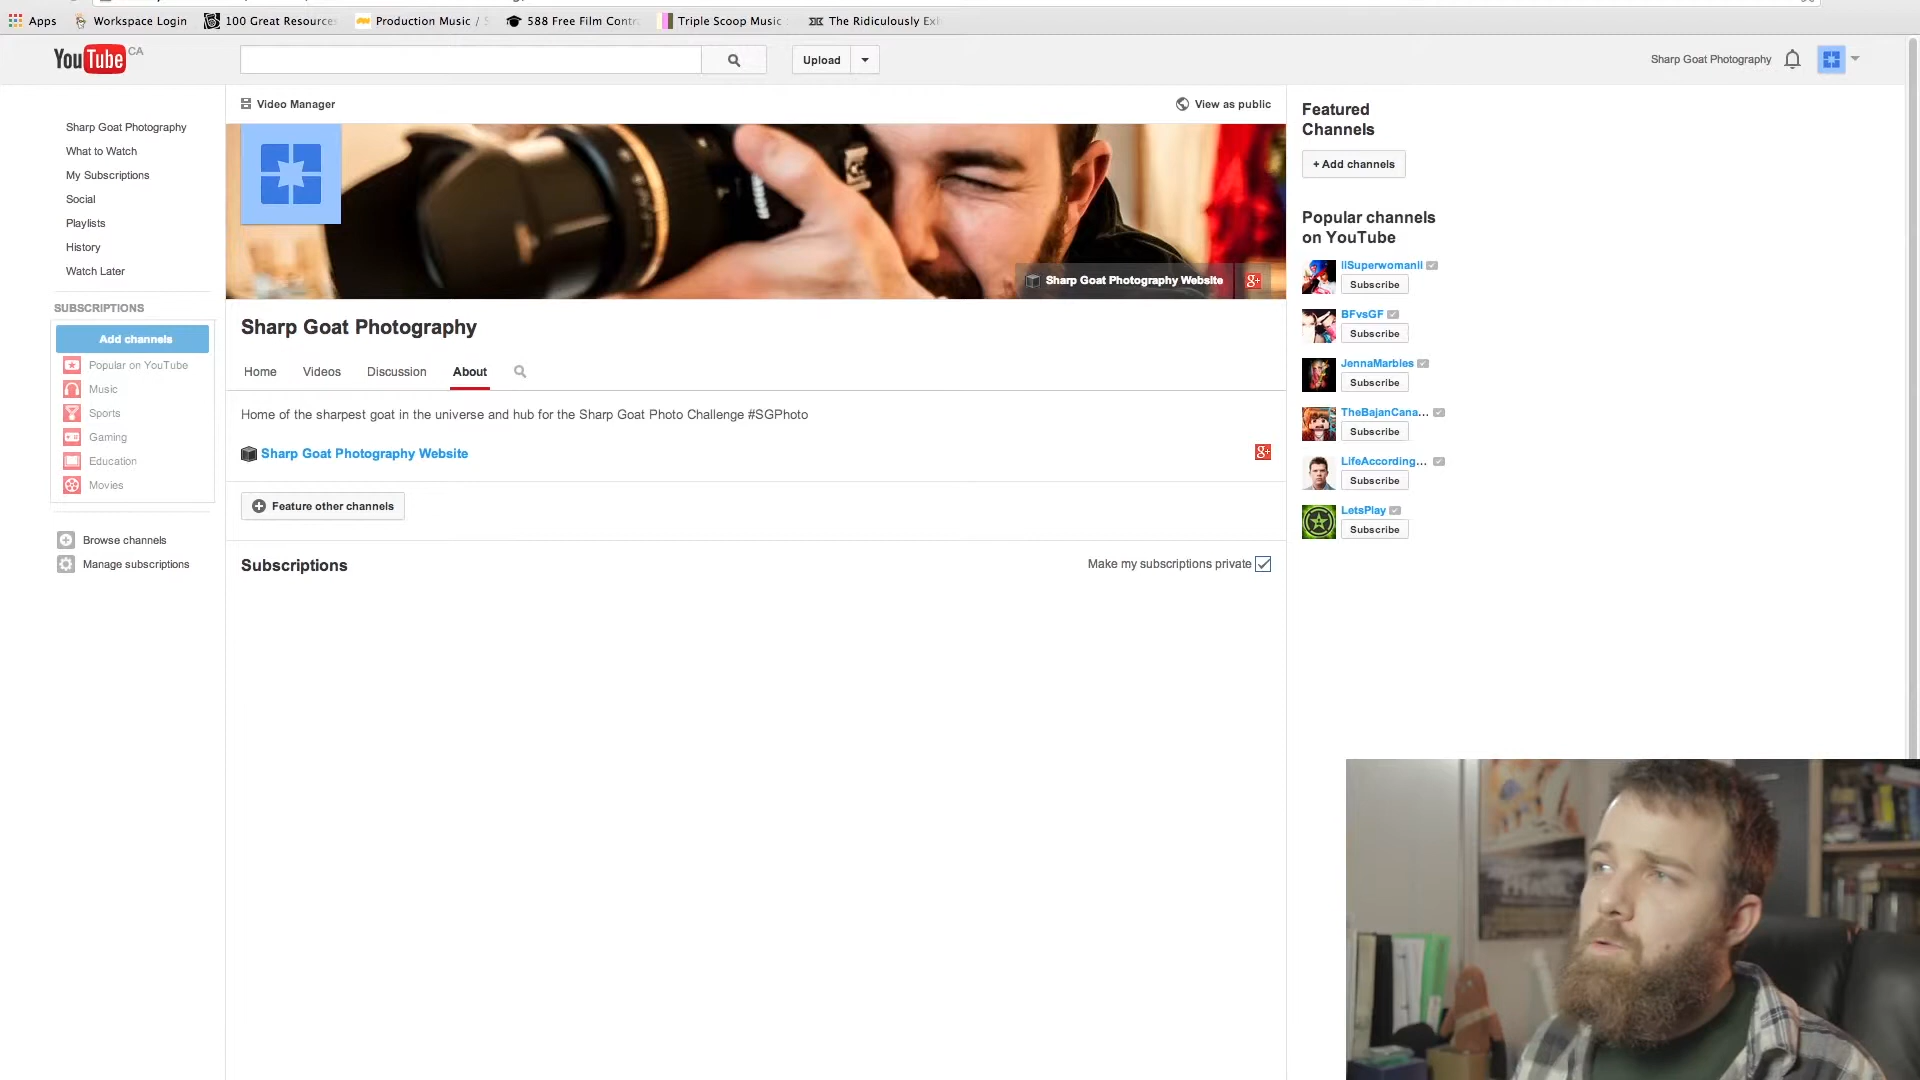 Apps
Workspace Login
100 Great Resource
Production Music / S
588 Free Film Contr
Triple Scoop Music
The Ridiculously Ex
YouTube CA
Upload
Sharp Goat Photography
Sharp Goat Photography
What to Watch
My Subscriptions
Social
Playlists
History
Watch Later
SUBSCRIPTIONS
Add channels
Popular on YouTube
Music
Sports
Gaming
Education
Movies
Browse channels
Manage subscriptions
Video Manager
View as public
Sharp Goat Photography Website
g+
Sharp Goat Photography
Home
Videos
Discussion
About
Home of the sharpest goat in the universe and hub for the Sharp Goat Photo Challenge #SGPhoto
Sharp Goat Photography Website
g+
Feature other channels
Subscriptions
Make my subscriptions private
Featured
Channels
+ Add channels
Popular channels
on YouTube
IISuperwomanII
Subscribe
BFvsGF
Subscribe
JennaMarbles
Subscribe
TheBajanCana...
Subscribe
LifeAccording...
Subscribe
LetsPlay
Subscribe